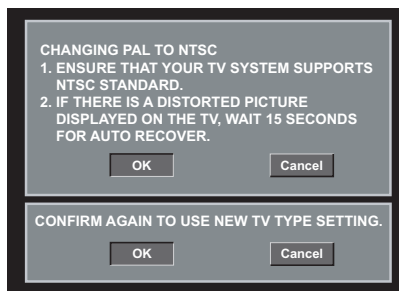 CHANGING PAL TO NTSC
1. ENSURE THAT YOUR TV SYSTEM SUPPORTS
NTSC STANDARD.
2. IF THERE IS A DISTORTED PICTURE
DISPLAYED ON THE TV, WAIT 15 SECONDS
FOR AUTO RECOVER.
OK Cancel
CONFIRM AGAIN TO USE NEW TV TYPE SETTING.
OK Cancel